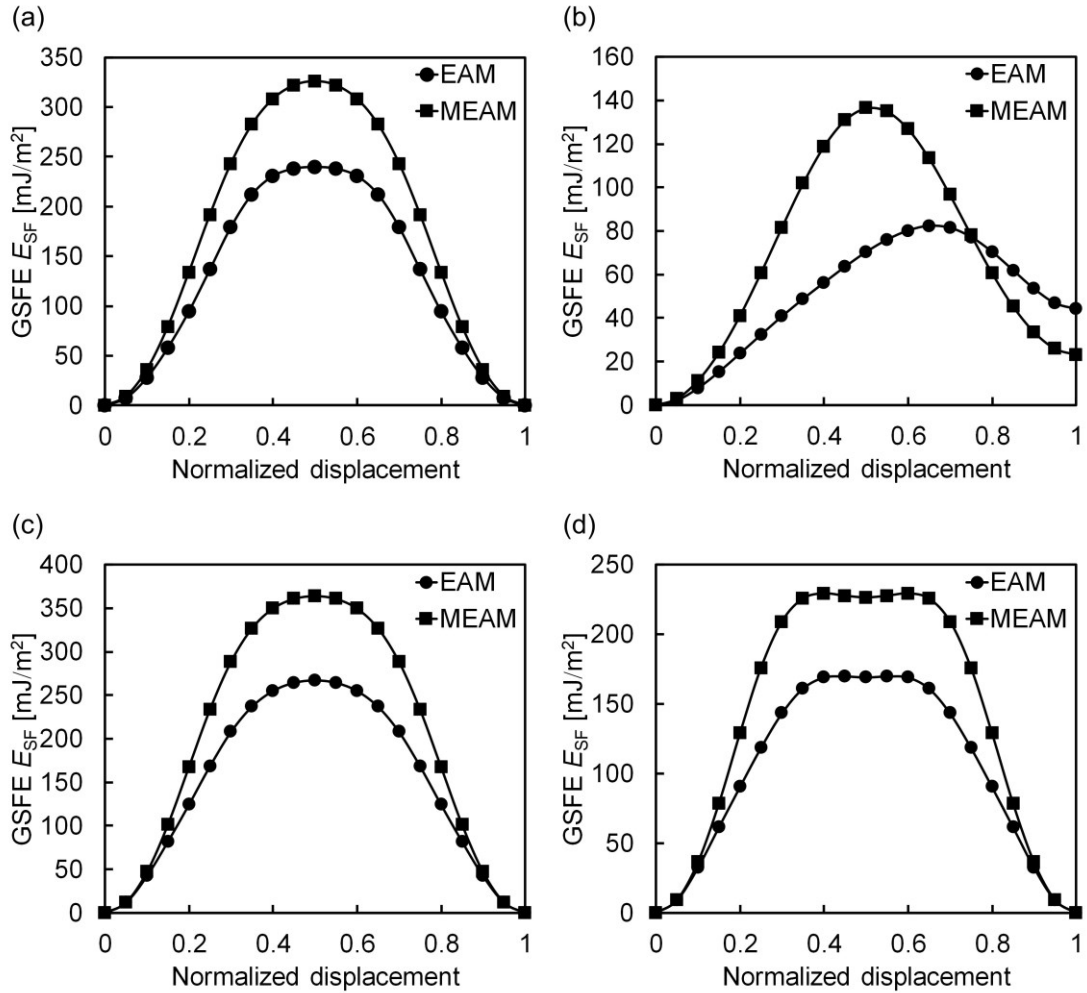 (a)
350
300
250
200
150
100
50
0
GSFE E_SF [mJ/m²]
EAM
MEAM
0 0.2 0.4 0.6 0.8 1
Normalized displacement
(b)
160
140
120
100
80
60
40
20
0
GSFE E_SF [mJ/m²]
EAM
MEAM
0 0.2 0.4 0.6 0.8 1
Normalized displacement
(c)
400
350
300
250
200
150
100
50
0
GSFE E_SF [mJ/m²]
EAM
MEAM
0 0.2 0.4 0.6 0.8 1
Normalized displacement
(d)
250
200
150
100
50
0
GSFE E_SF [mJ/m²]
EAM
MEAM
0 0.2 0.4 0.6 0.8 1
Normalized displacement